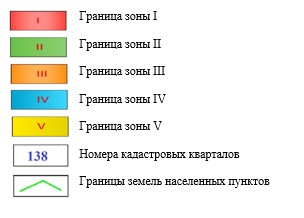 I Граница зоны I
II Граница зоны II
III Граница зоны III
IV Граница зоны IV
V Граница зоны V
138 Номера кадастровых кварталов
Границы земель населенных пунктов